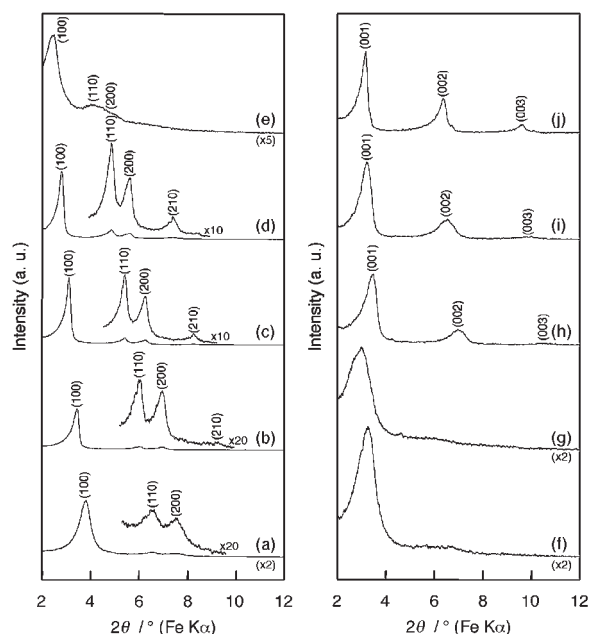 Intensity (a. u.)
(100)
(110)
(200)
(e)
(x5)
(100)
(110)
(200)
(210)
x10
(d)
(100)
(110)
(200)
(210)
x10
(c)
(100)
(110)
(200)
(210)
x20
(b)
(100)
(110)
(200)
x20
(a)
(x2)
2 4 6 8 10 12
2θ /° (Fe Kα)
Intensity (a. u.)
(001)
(002)
(003)
(j)
(001)
(002)
(003)
(i)
(001)
(002)
(003)
(h)
(g)
(x2)
(f)
(x2)
2 4 6 8 10 12
2θ /° (Fe Kα)